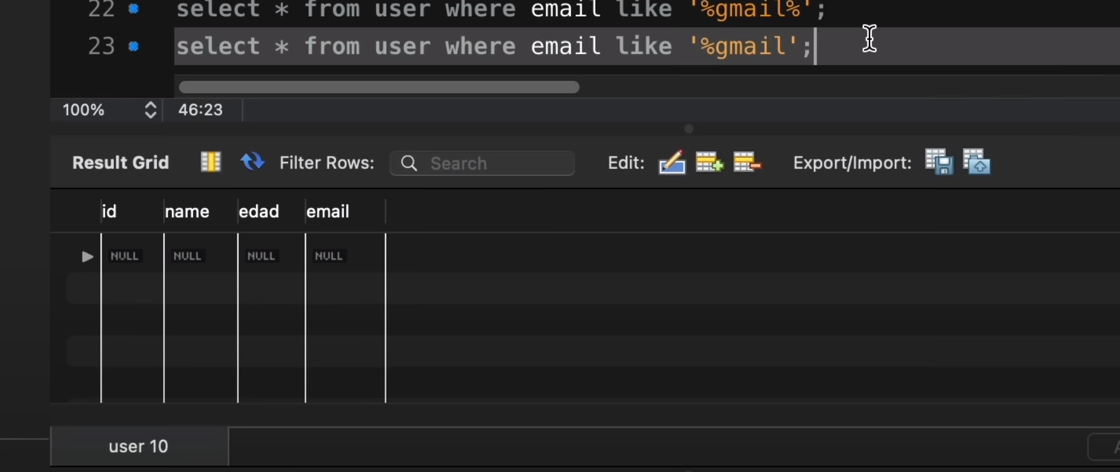 22 select * from user where email like '%gmail%';
23 select * from user where email like '%gmail';
100% 46:23
Result Grid Filter Rows: Search Edit: Export/Import:
id name edad email
NULL NULL NULL NULL
user 10